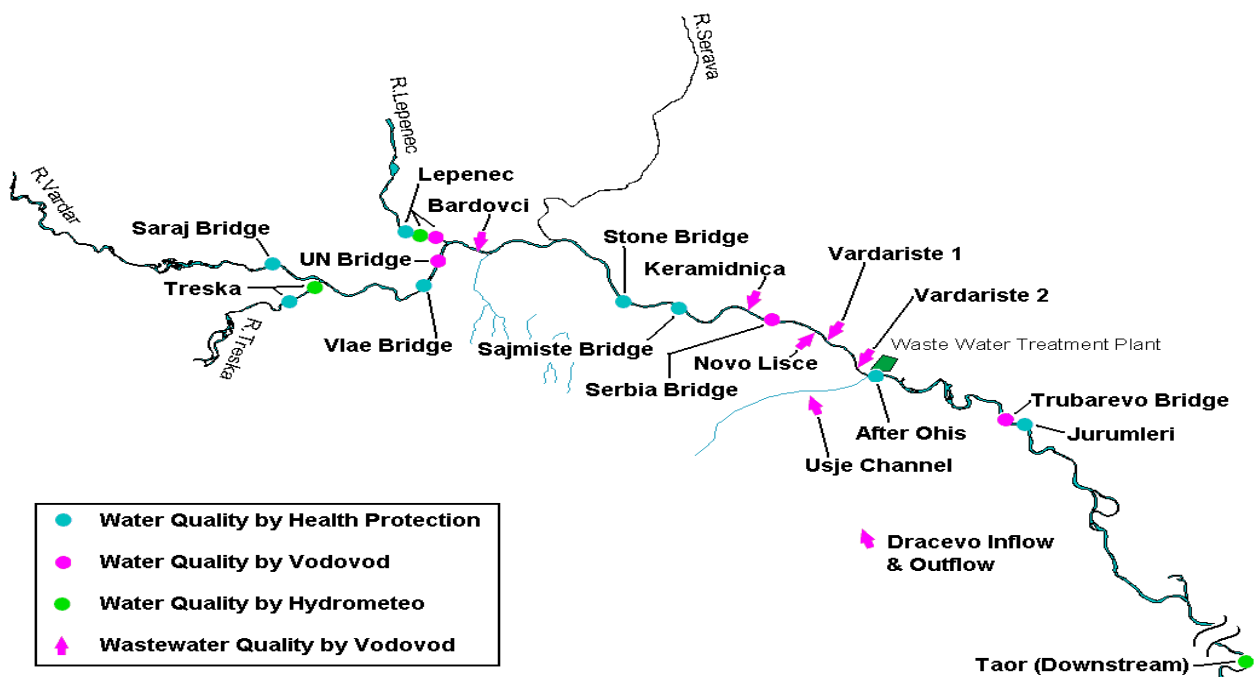 R.Serava
R.Lepenec
R.Vardar
Lepenec
Bardovci
Saraj Bridge
Stone Bridge
Vardariste 1
UN Bridge
Keramidnica
Treska
Vardariste 2
R.Treska
Vlae Bridge
Sajmiste Bridge
Waste Water Treatment Plant
Novo Lisce
Serbia Bridge
Trubarevo Bridge
After Ohis
Jurumleri
Usje Channel
Water Quality by Health Protection
Dracevo Inflow
& Outflow
Water Quality by Vodovod
Water Quality by Hydrometeo
Wastewater Quality by Vodovod
Taor (Downstream)